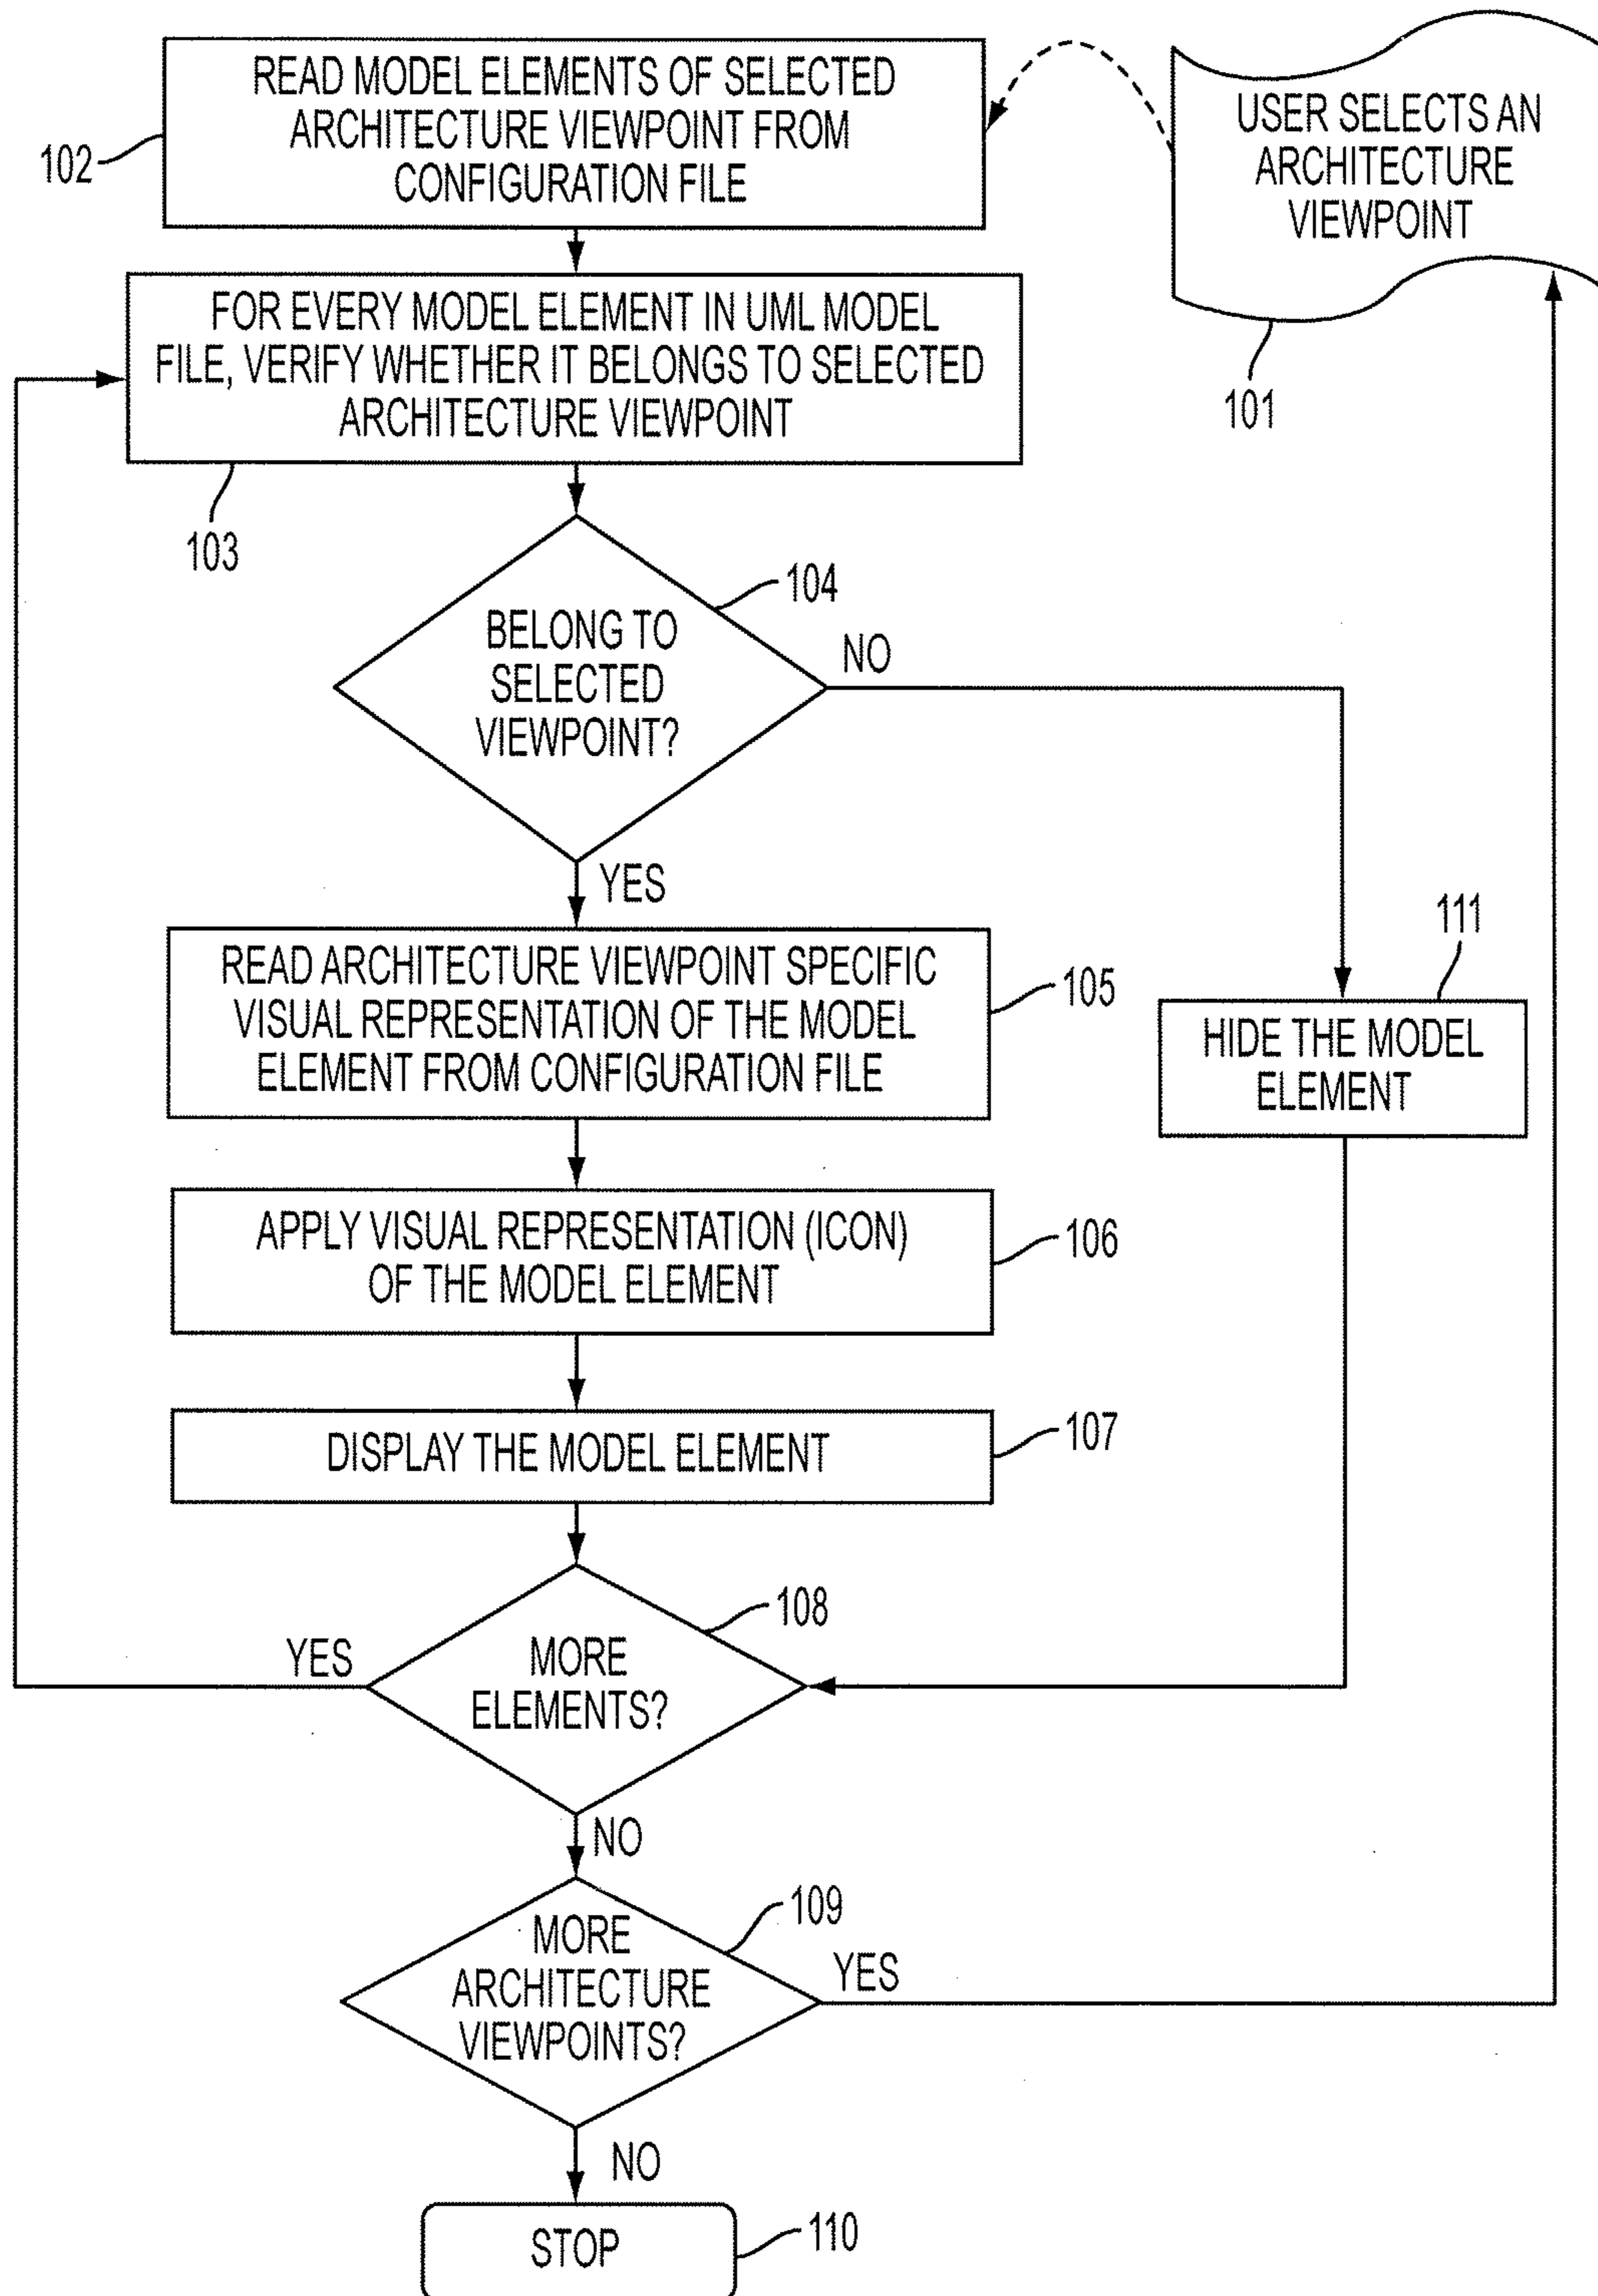 READ MODEL ELEMENTS OF SELECTED
ARCHITECTURE VIEWPOINT FROM
CONFIGURATION FILE
102
USER SELECTS AN
ARCHITECTURE
VIEWPOINT
101
FOR EVERY MODEL ELEMENT IN UML MODEL
FILE, VERIFY WHETHER IT BELONGS TO SELECTED
ARCHITECTURE VIEWPOINT
103
104
BELONG TO
SELECTED
VIEWPOINT?
NO
YES
READ ARCHITECTURE VIEWPOINT SPECIFIC
VISUAL REPRESENTATION OF THE MODEL
ELEMENT FROM CONFIGURATION FILE
105
111
HIDE THE MODEL
ELEMENT
APPLY VISUAL REPRESENTATION (ICON)
OF THE MODEL ELEMENT
106
DISPLAY THE MODEL ELEMENT
107
108
YES
MORE
ELEMENTS?
NO
109
MORE
ARCHITECTURE
VIEWPOINTS?
YES
NO
STOP
110